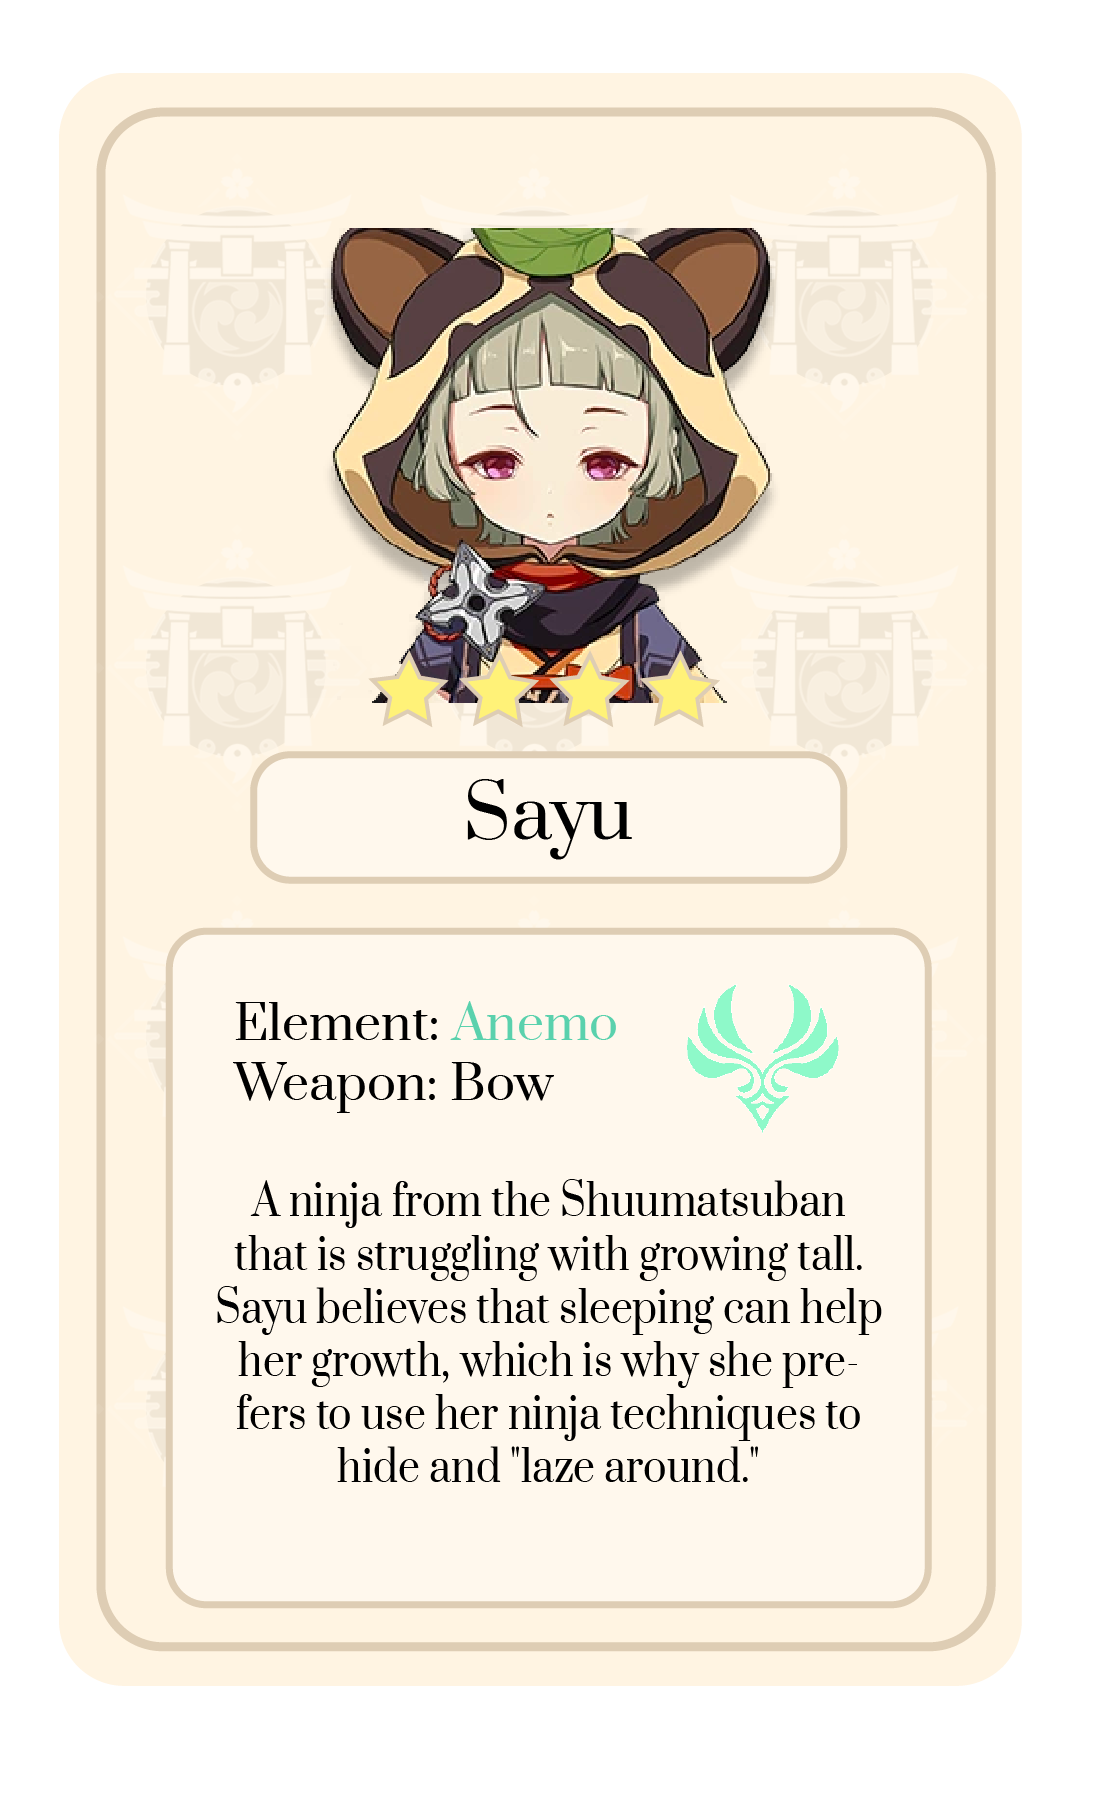 Sayu
Element: Anemo
Weapon: Bow
A ninja from the Shuumatsuban
that is struggling with growing tall.
Sayu believes that sleeping can help
her growth, which is why she pre-
fers to use her ninja techniques to
hide and "laze around."